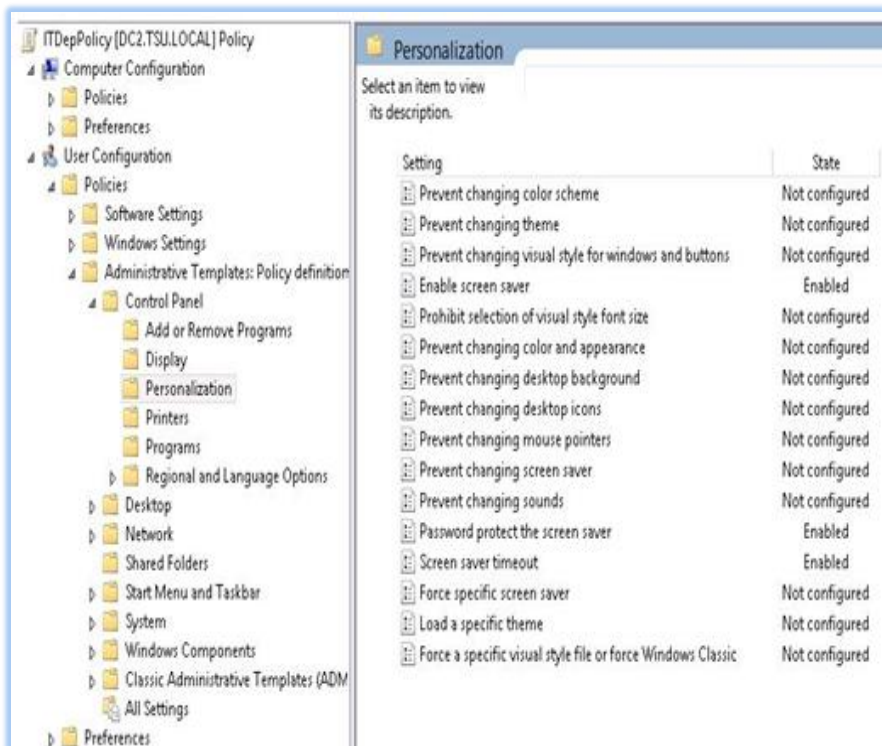 ITDepPolicy [DC2.TSU.LOCAL] Policy
Computer Configuration
Policies
Preferences
User Configuration
Policies
Software Settings
Windows Settings
Administrative Templates: Policy definition
Control Panel
Add or Remove Programs
Display
Personalization
Printers
Programs
Regional and Language Options
Desktop
Network
Shared Folders
Start Menu and Taskbar
System
Windows Components
Classic Administrative Templates (ADM
All Settings
Preferences
Personalization
Select an item to view
its description.
Setting State
Prevent changing color scheme Not configured
Prevent changing theme Not configured
Prevent changing visual style for windows and buttons Not configured
Enable screen saver Enabled
Prohibit selection of visual style font size Not configured
Prevent changing color and appearance Not configured
Prevent changing desktop background Not configured
Prevent changing desktop icons Not configured
Prevent changing mouse pointers Not configured
Prevent changing screen saver Not configured
Prevent changing sounds Not configured
Password protect the screen saver Enabled
Screen saver timeout Enabled
Force specific screen saver Not configured
Load a specific theme Not configured
Force a specific visual style file or force Windows Classic Not configured